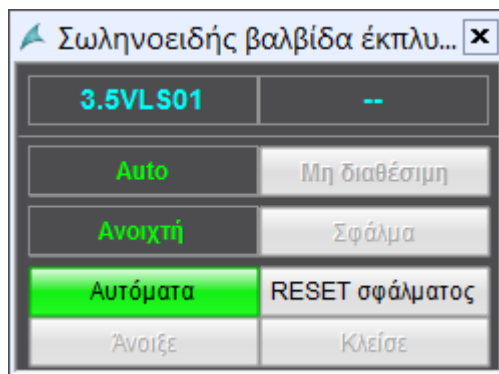 Σωληνοειδής βαλβίδα έκπλυ...
3.5VLS01 --
Auto Μη διαθέσιμη
Ανοιχτή Σφάλμα
Αυτόματα RESET σφάλματος
Άνοιξε Κλείσε